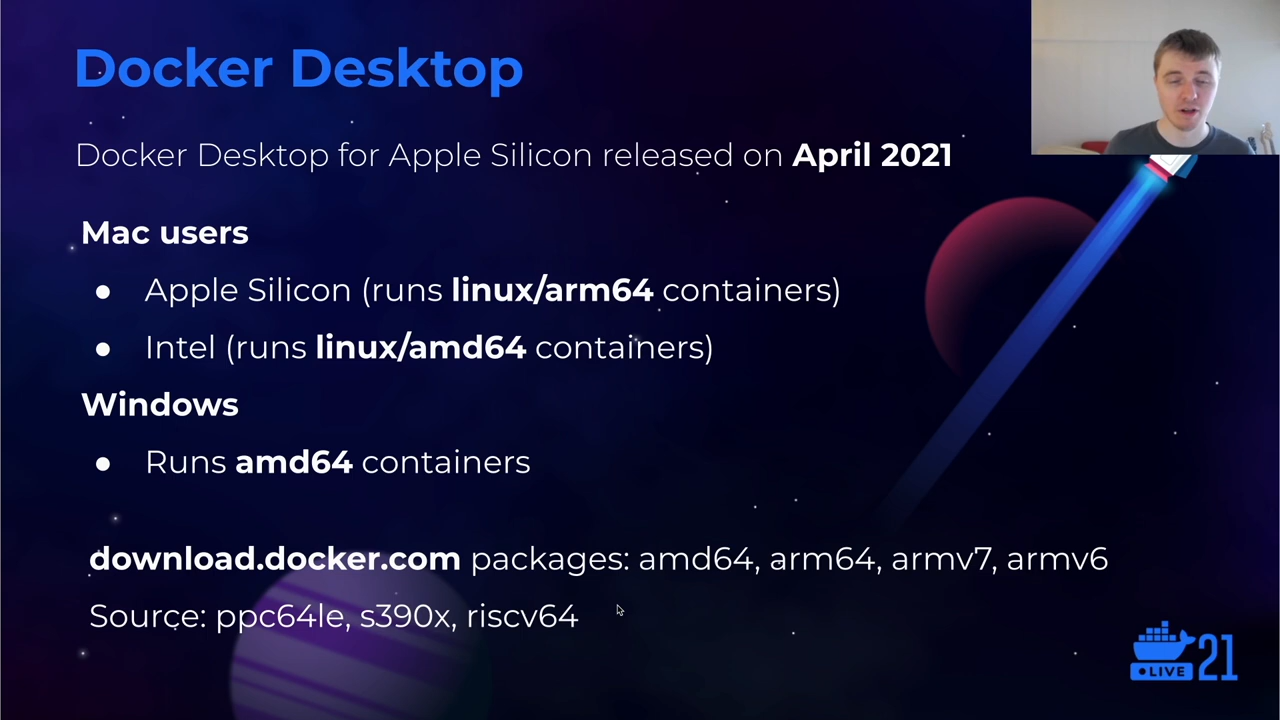 Docker Desktop
Docker Desktop for Apple Silicon released on April 2021
Mac users
● Apple Silicon (runs linux/arm64 containers)
● Intel (runs linux/amd64 containers)
Windows
● Runs amd64 containers
download.docker.com packages: amd64, arm64, armv7, armv6
Source: ppc64le, s390x, riscv64
LIVE 21